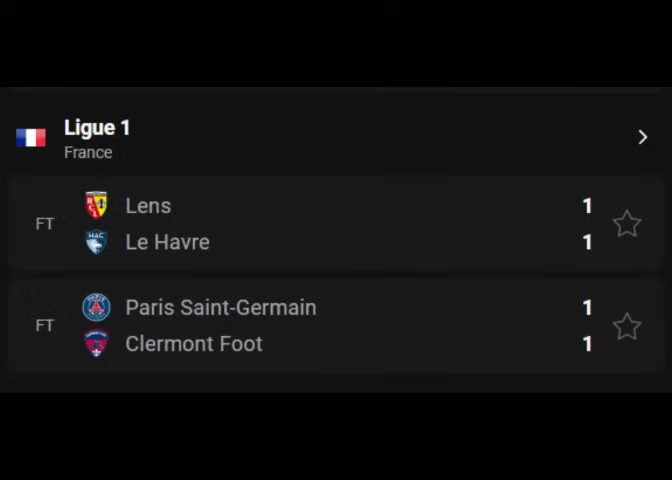 Ligue 1
France
FT
Lens 1
Le Havre 1
FT
Paris Saint-Germain 1
Clermont Foot 1